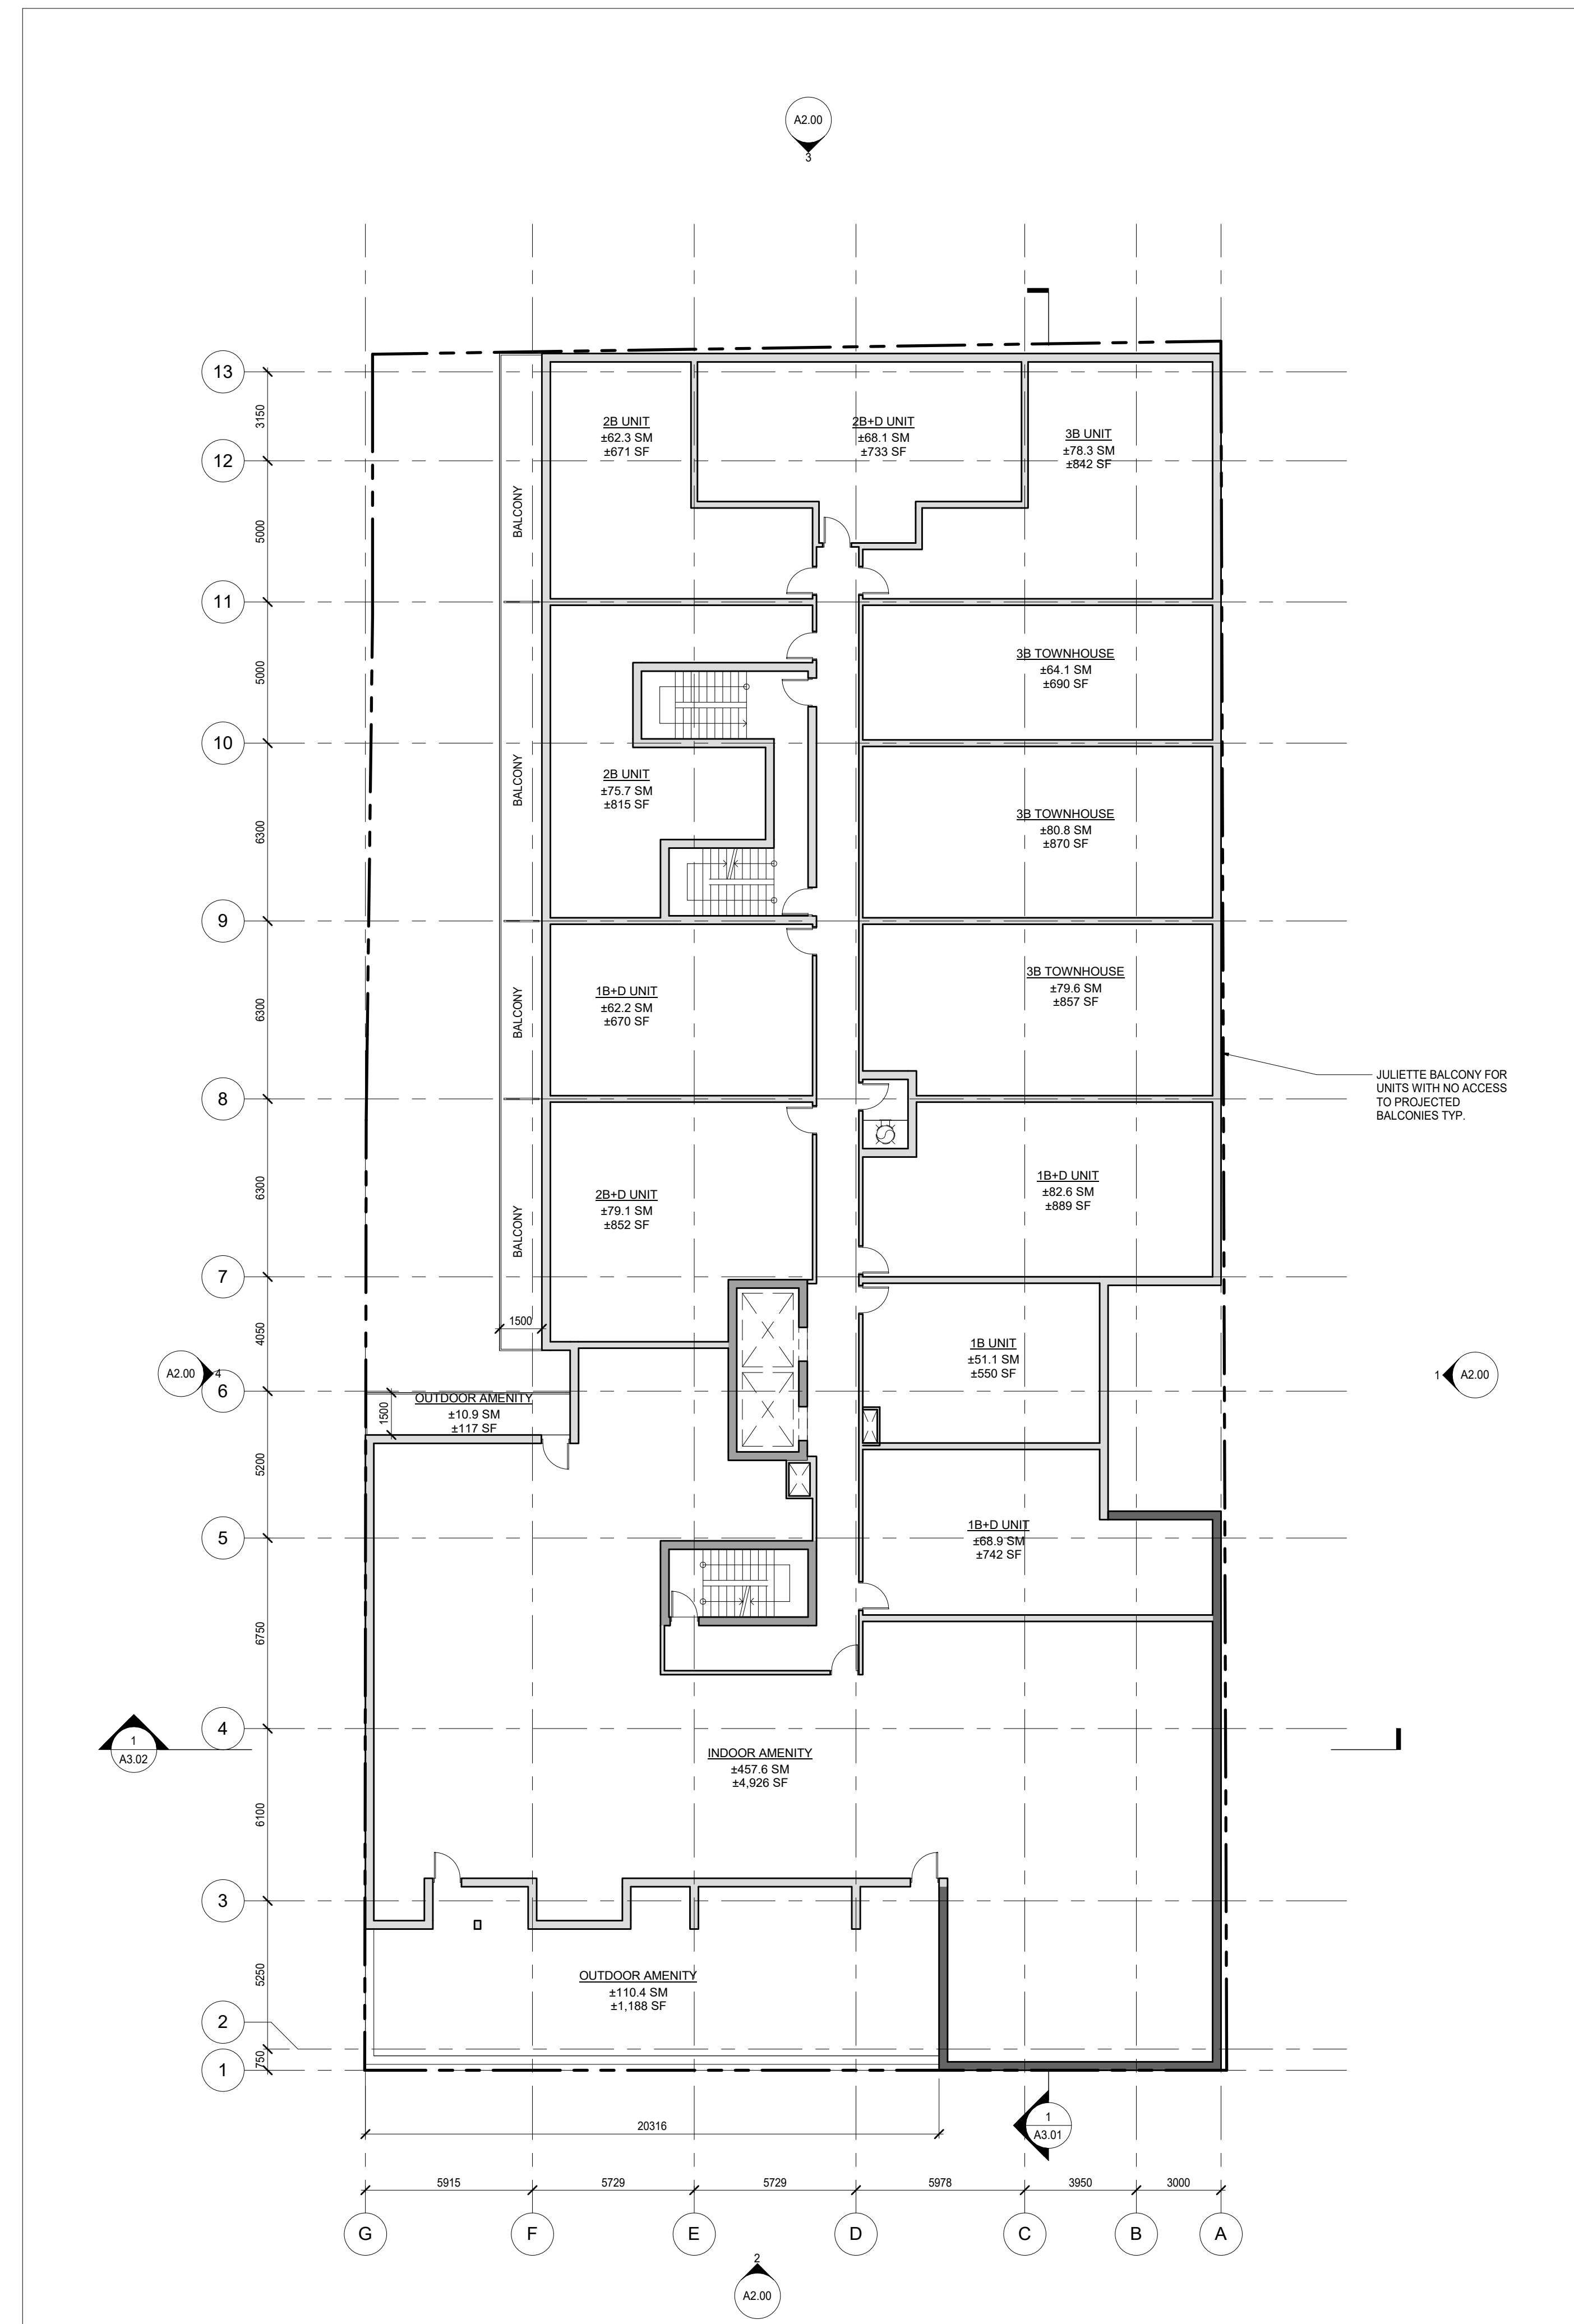 A2.00
3
13
3150
12
5000
11
5000
10
6300
9
6300
8
6300
7
4050
6
5200
5
6750
4
6100
3
5250
2
750
1
2B UNIT
±62.3 SM
±671 SF
2B+D UNIT
±68.1 SM
±733 SF
3B UNIT
±78.3 SM
±842 SF
BALCONY
3B TOWNHOUSE
±64.1 SM
±690 SF
2B UNIT
±75.7 SM
±815 SF
BALCONY
3B TOWNHOUSE
±80.8 SM
±870 SF
1B+D UNIT
±62.2 SM
±670 SF
BALCONY
3B TOWNHOUSE
±79.6 SM
±857 SF
JULIETTE BALCONY FOR
UNITS WITH NO ACCESS
TO PROJECTED
BALCONIES TYP.
2B+D UNIT
±79.1 SM
±852 SF
BALCONY
1B+D UNIT
±82.6 SM
±889 SF
1500
1B UNIT
±51.1 SM
±550 SF
A2.00
4
1
A2.00
OUTDOOR AMENITY
±10.9 SM
±117 SF
1500
1B+D UNIT
±68.9 SM
±742 SF
1
A3.02
INDOOR AMENITY
±457.6 SM
±4,926 SF
OUTDOOR AMENITY
±110.4 SM
±1,188 SF
20316
1
A3.01
5915
5729
5729
5978
3950
3000
G
F
E
D
C
B
A
2
A2.00